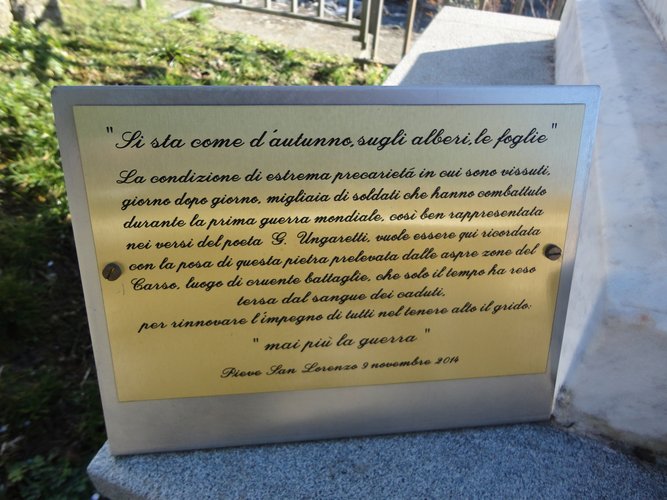 "Si sta come d'autunno, sugli alberi, le foglie"
La condizione di estrema precarietá in cui sono vissuti,
giorno dopo giorno, migliaia di soldati che hanno combattuto
durante la prima guerra mondiale, così ben rappresentata
nei versi del poeta G. Ungaretti, vuole essere qui ricordata
con la posa di questa pietra prelevata dalle aspre zone del
Carso, luogo di cruente battaglie, che solo il tempo ha reso
tersa dal sangue dei caduti,
per rinnovare l'impegno di tutti nel tenere alto il grido:
" mai più la guerra "
Pieve San Lorenzo 9 novembre 2014